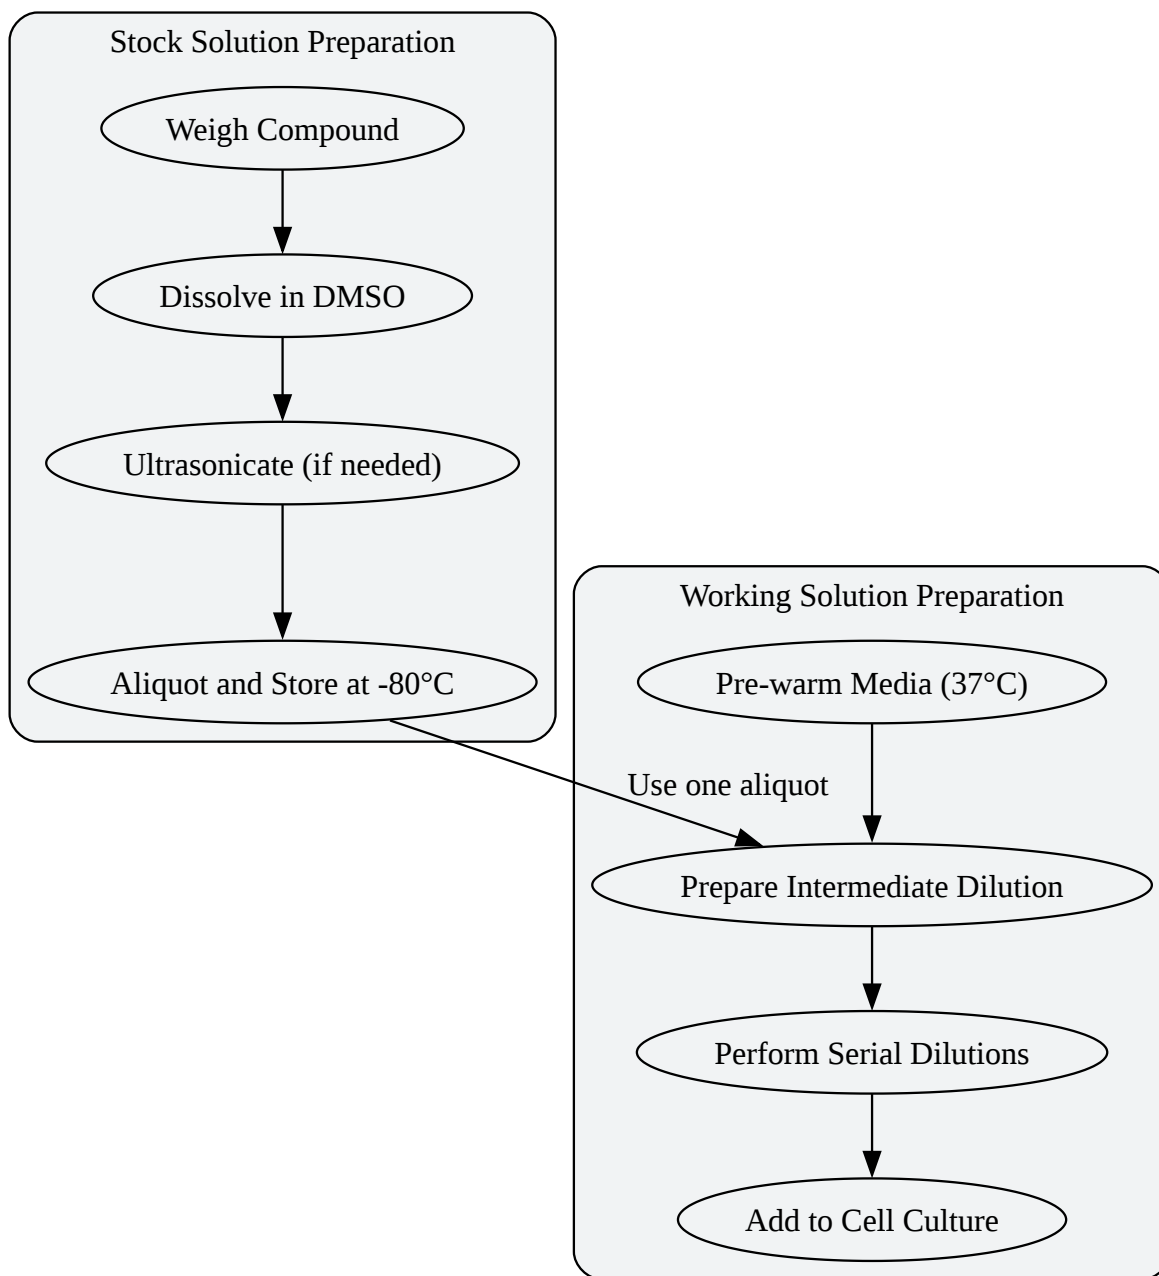 Stock Solution Preparation
Weigh Compound
Dissolve in DMSO
Ultrasonicate (if needed)
Aliquot and Store at -80°C
Working Solution Preparation
Pre-warm Media (37°C)
Use one aliquot
Prepare Intermediate Dilution
Perform Serial Dilutions
Add to Cell Culture